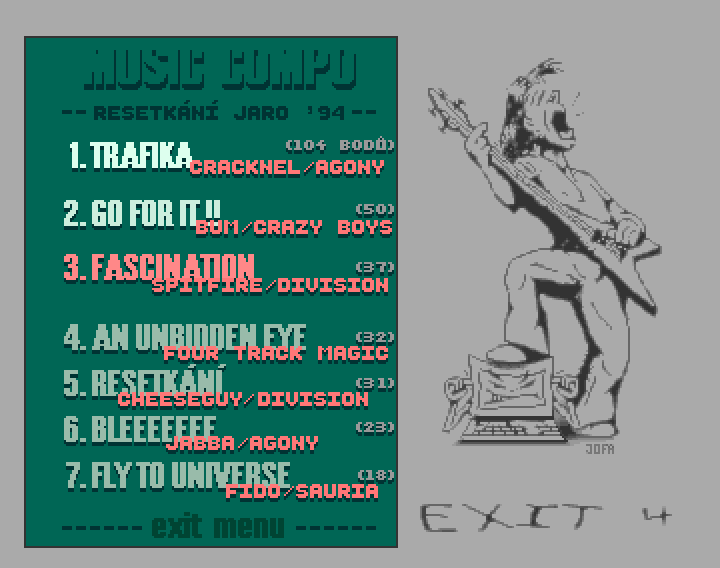 MUSIC COMPO
--RESETKÁNÍ JARO '94--
1. TRAFIKA (104 BODŮ)
CRACKNEL/AGONY
2. GO FOR IT !! (50)
BUM/CRAZY BOYS
3. FASCINATION (37)
SPITFIRE/DIVISION
4. AN UNBIDDEN EYE (32)
FOUR TRACK MAGIC
5. RESETKÁNÍ (31)
CHEESEGUY/DIVISION
6. BLEEEEEEE (23)
JABBA/AGONY
7. FLY TO UNIVERSE (18)
FIDO/SAURIA
------ exit menu ------
JOFA
EXIT 4